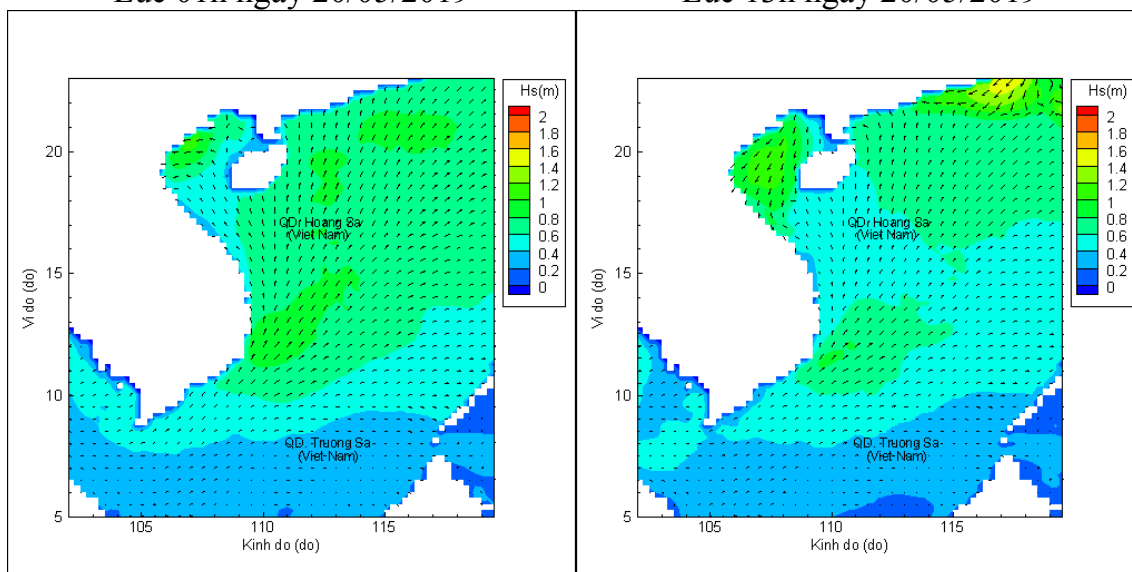 Lúc 01h ngày 20/05/2019
Hs(m)
2
1.8
1.6
1.4
1.2
1
0.8
0.6
0.4
0.2
0
20
15
10
5
Vi do (do)
QD. Hoang Sa
(Viet Nam)
QD. Truong Sa
(Viet-Nam)
105
110
115
Kinh do (do)
Lúc 13h ngày 20/05/2019
Hs(m)
2
1.8
1.6
1.4
1.2
1
0.8
0.6
0.4
0.2
0
20
15
10
5
Vi do (do)
QD. Hoang Sa
(Viet Nam)
QD. Truong Sa
(Viet-Nam)
105
110
115
Kinh do (do)